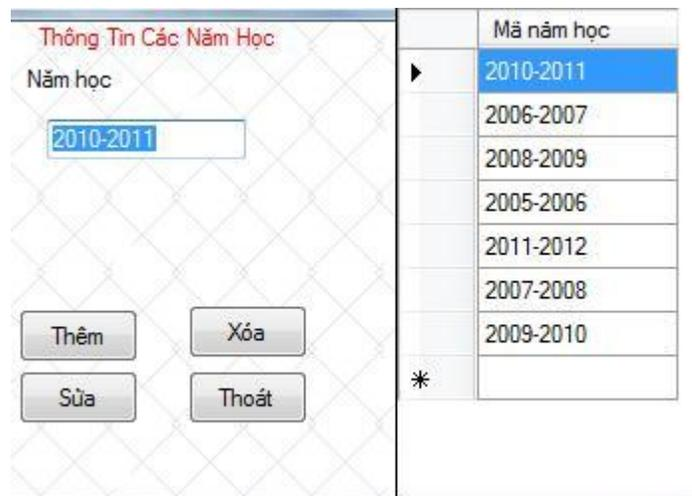 Thông Tin Các Năm Học
Năm học
2010-2011
Thêm
Xóa
Sửa
Thoát
Mã năm học
2010-2011
2006-2007
2008-2009
2005-2006
2011-2012
2007-2008
2009-2010